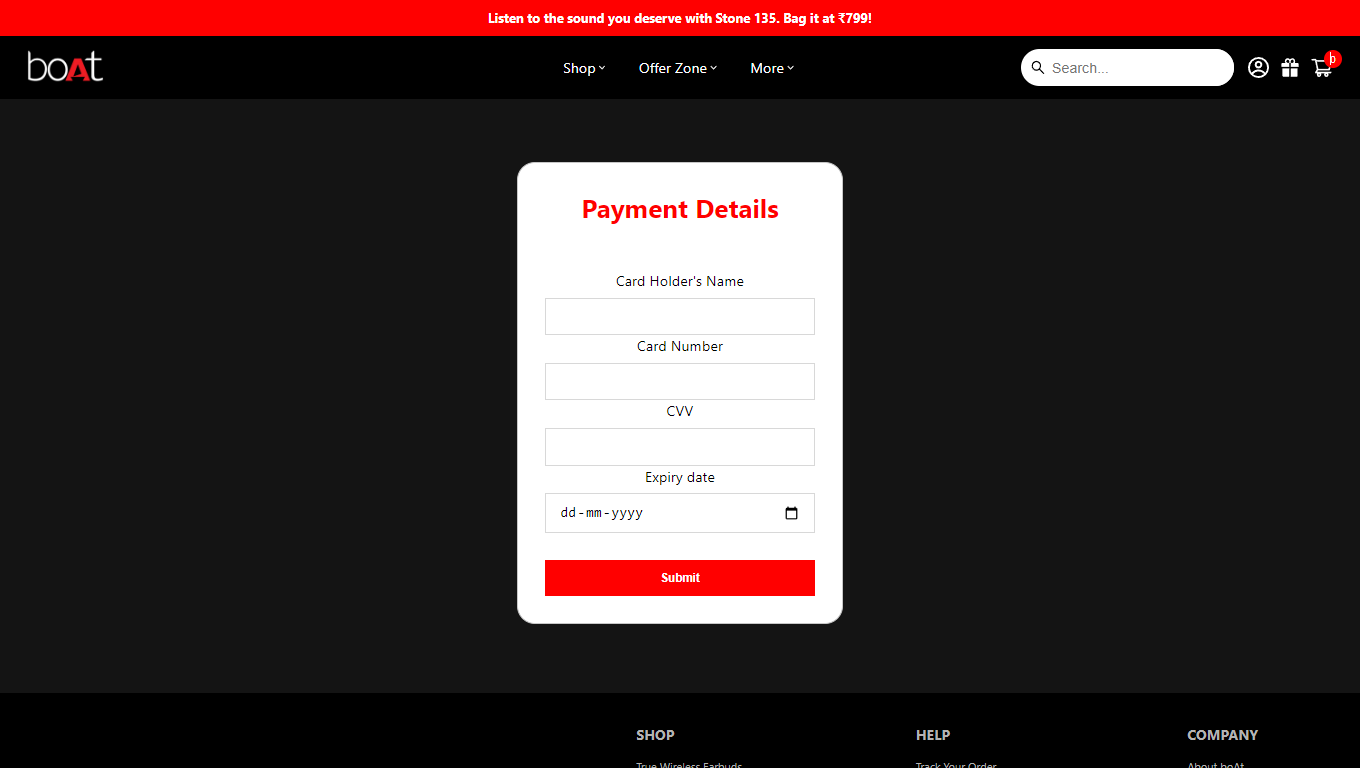 Listen to the sound you deserve with Stone 135. Bag it at ₹799!
boAt
Shop
Offer Zone
More
Search...
Payment Details
Card Holder's Name
Card Number
CVV
Expiry date
dd-mm-yyyy
Submit
SHOP
HELP
COMPANY
True Wireless Earbuds
Track Your Order
About boAt